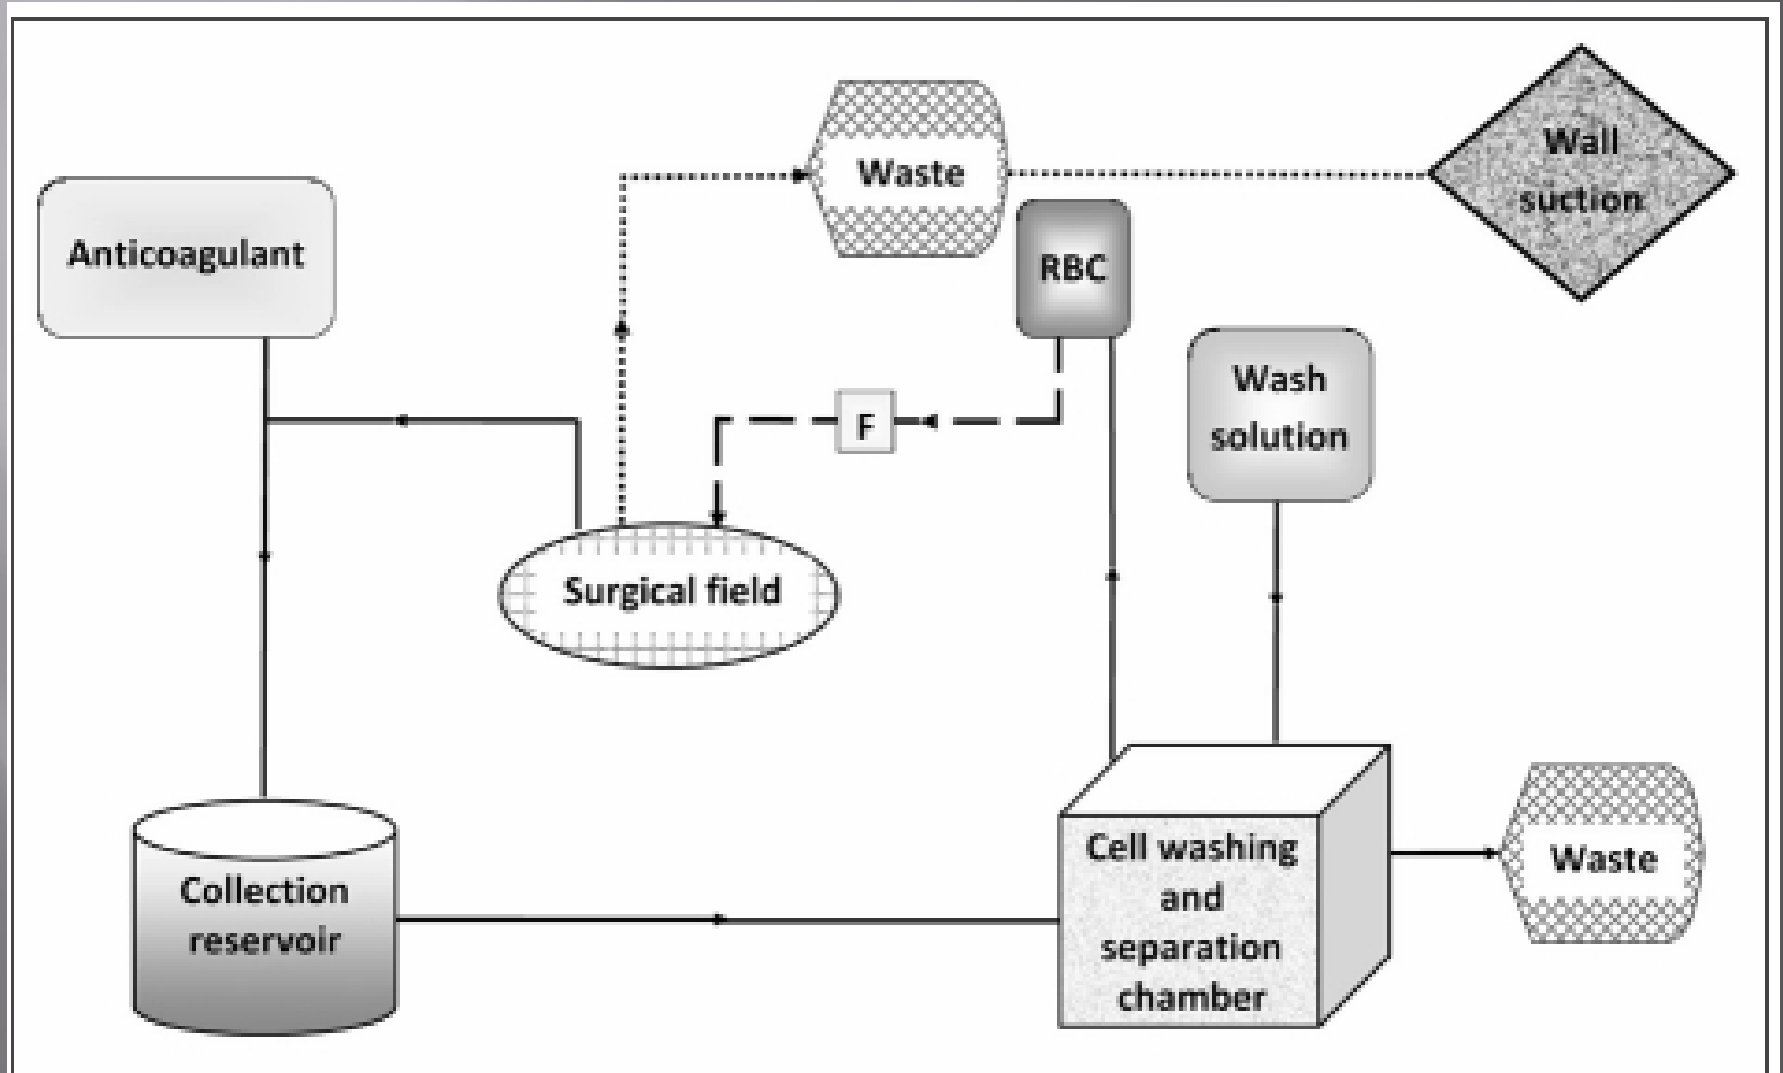 Waste
Wall
suction
Anticoagulant
RBC
Wash
solution
F
Surgical field
Collection
reservoir
Cell washing
and
separation
chamber
Waste